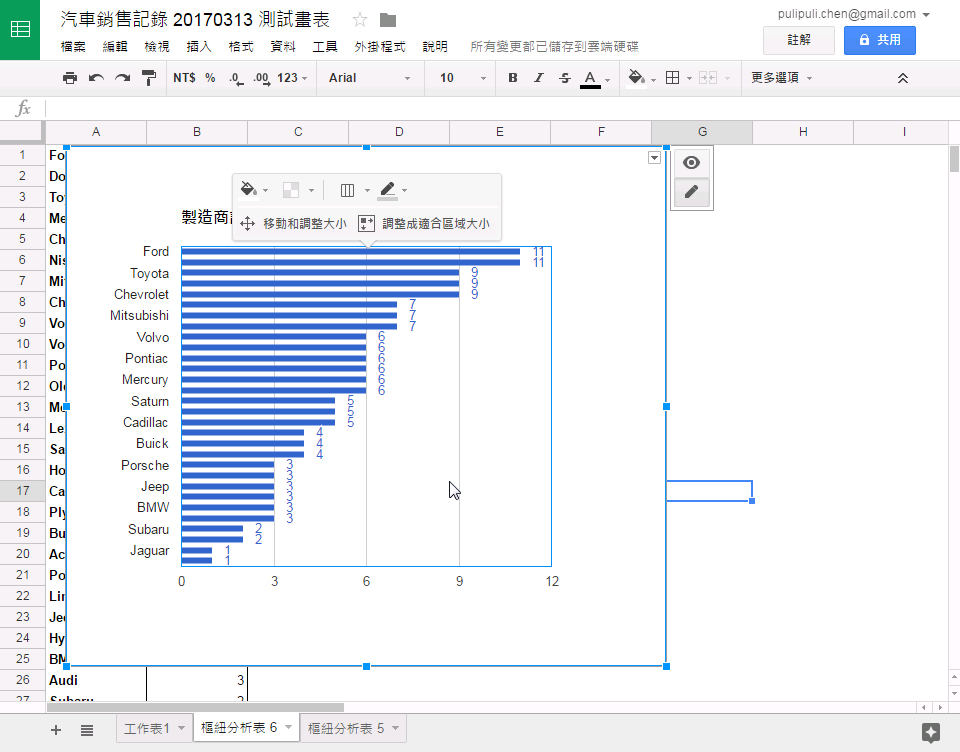 汽車銷售記錄 20170313 測試畫表
pulipuli.chen@gmail.com
檔案 編輯 檢視 插入 格式 資料 工具 外掛程式 說明 所有變更都已儲存到雲端硬碟
註解 共用
NT$ % .0 .00 123 Arial 10 B I S A 更多選項
fx
A B C D E F G H I
1 Fo
2 Do
3 To
4 Me
5 Ch
6 Nis
7 Mit
8 Ch
9 Vo
10 Vo
11 Po
12 Old
13 Me
14 Le
15 Sa
16 Ho
17 Ca
18 Ply
19 Bu
20 Ac
21 Po
22 Lin
23 Jee
24 Hy
25 BM
26 Audi 3
27 Subaru 2
製造商
移動和調整大小 調整成適合區域大小
Ford 11
11
Toyota 9
9
Chevrolet 9
7
Mitsubishi 7
7
Volvo 6
6
Pontiac 6
6
Mercury 6
6
Saturn 5
5
Cadillac 5
4
Buick 4
4
Porsche 3
3
Jeep 3
3
BMW 3
3
Subaru 2
2
Jaguar 1
1
0 3 6 9 12
工作表1 樞紐分析表 6 樞紐分析表 5